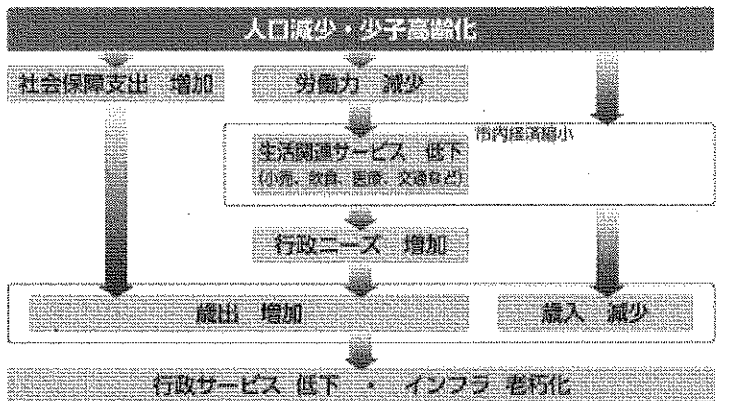 人口減少・少子高齢化
社会保障支出 増加
労働力 減少
市内経済縮小
生活関連サービス 低下
(小売、飲食、医療、交通など)
行政ニーズ 増加
歳出 増加
歳入 減少
行政サービス 低下 ・ インフラ 老朽化